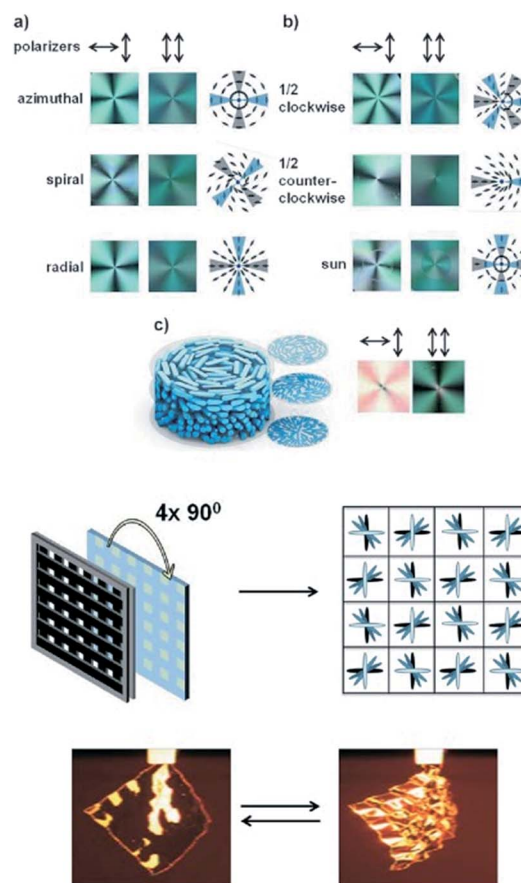 a)
b)
polarizers
azimuthal
1/2
clockwise
spiral
1/2
counter-
clockwise
radial
sun
c)
4x 90⁰